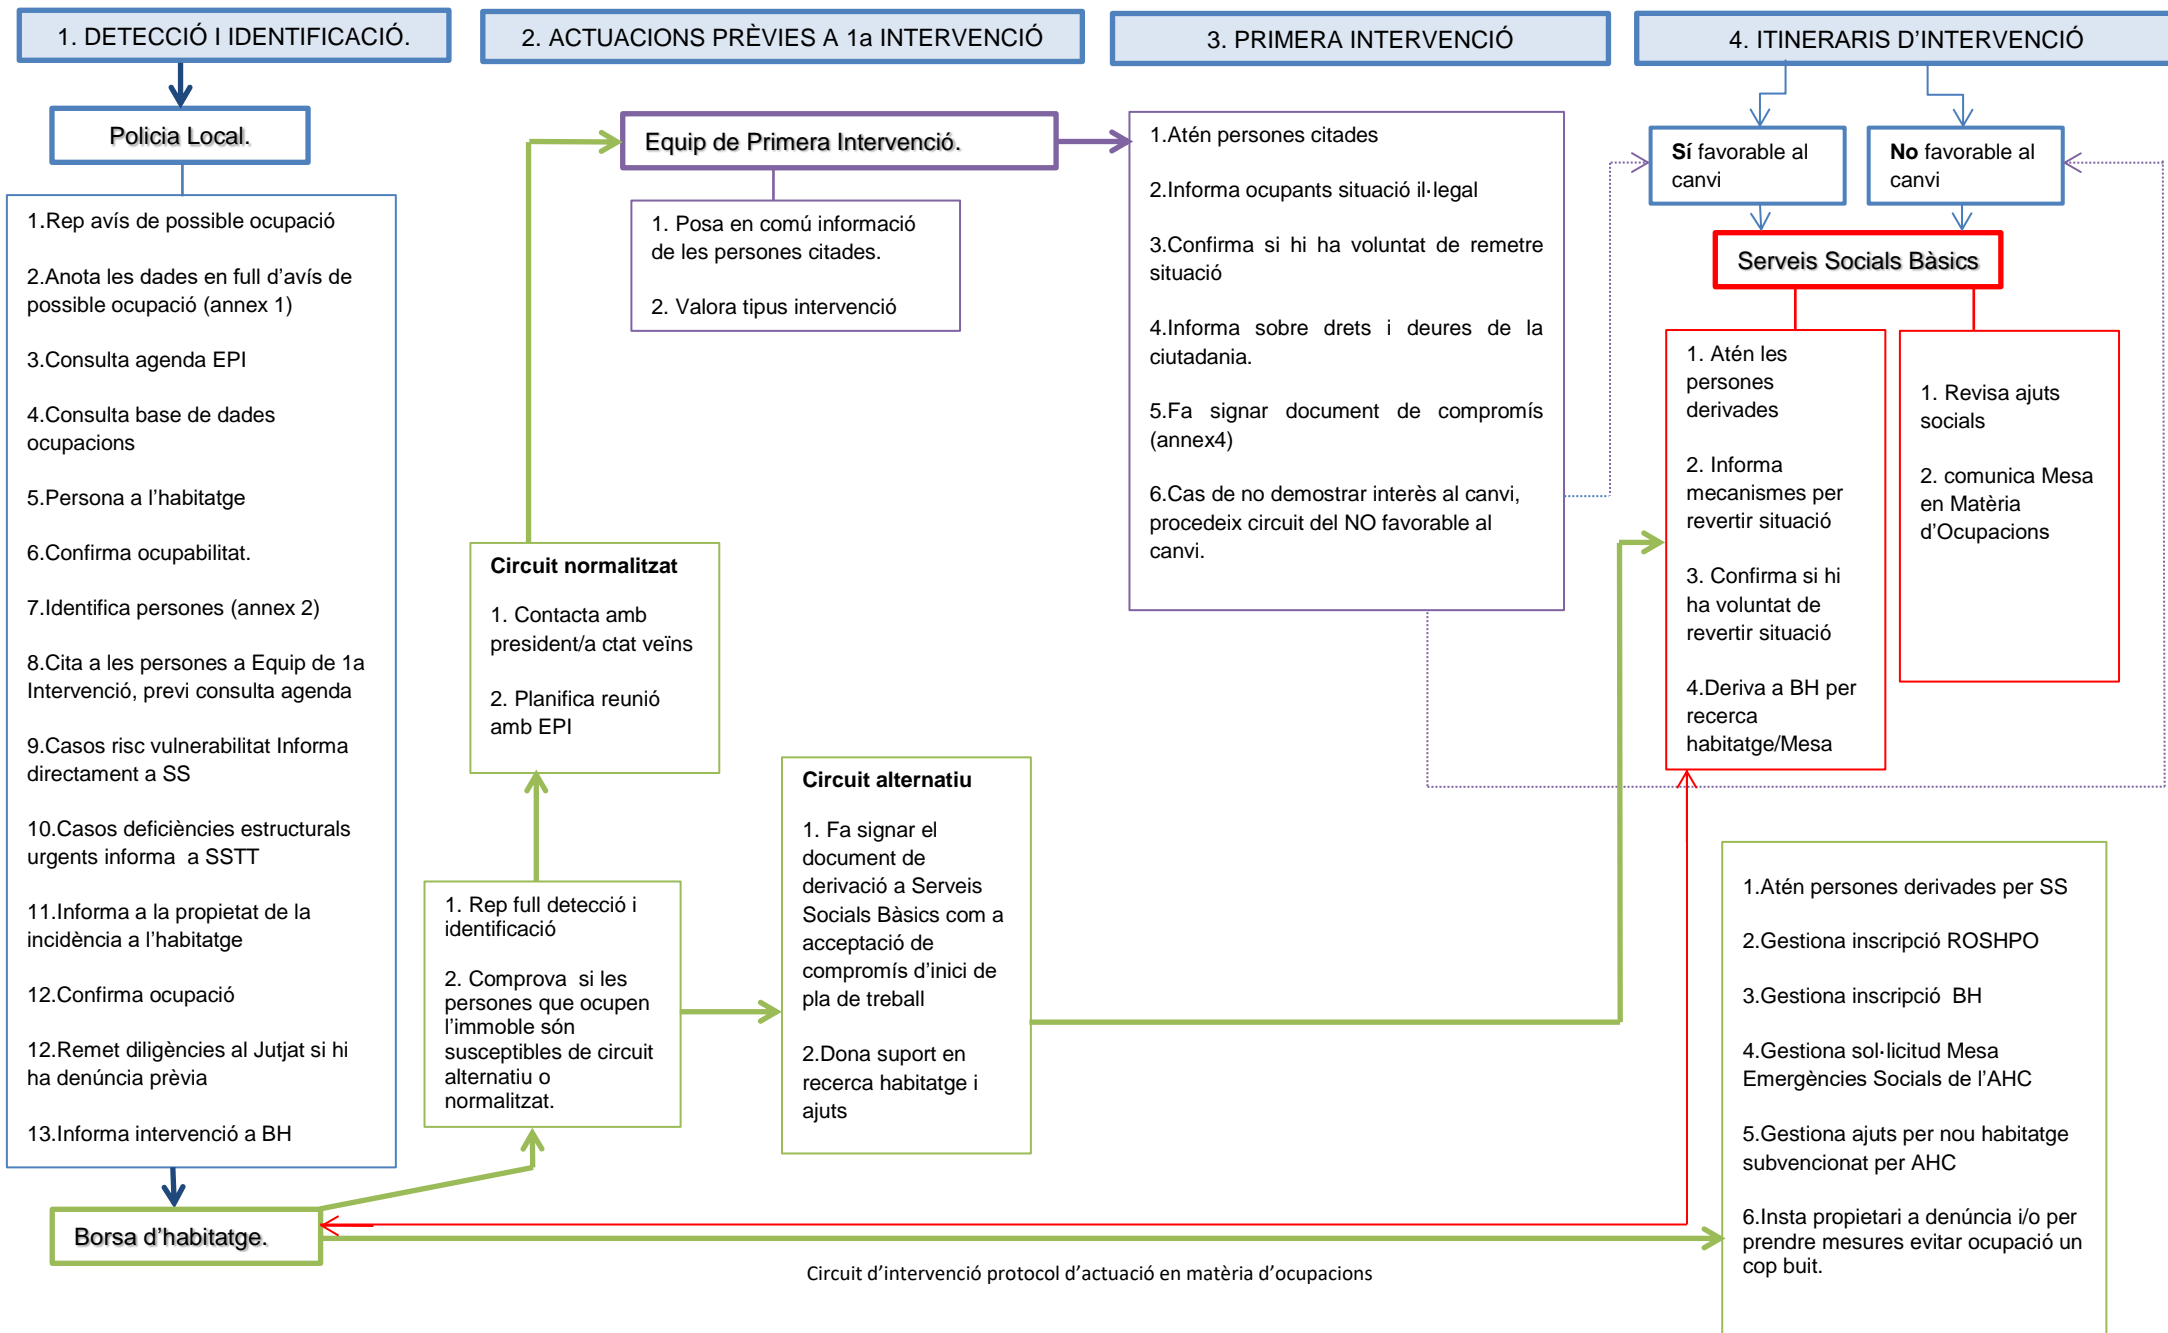 1. DETECCIÓ I IDENTIFICACIÓ.
2. ACTUACIONS PRÈVIES A 1a INTERVENCIÓ
3. PRIMERA INTERVENCIÓ
4. ITINERARIS D'INTERVENCIÓ
Policia Local.
1.Rep avís de possible ocupació
2.Anota les dades en full d'avís de
possible ocupació (annex 1)
3.Consulta agenda EPI
4.Consulta base de dades
ocupacions
5.Persona a l'habitatge
6.Confirma ocupabilitat.
7.Identifica persones (annex 2)
8.Cita a les persones a Equip de 1a
Intervenció, previ consulta agenda
9.Casos risc vulnerabilitat Informa
directament a SS
10.Casos deficiències estructurals
urgents informa  a SSTT
11.Informa a la propietat de la
incidència a l'habitatge
12.Confirma ocupació
12.Remet diligències al Jutjat si hi
ha denúncia prèvia
13.Informa intervenció a BH
Borsa d'habitatge.
Equip de Primera Intervenció.
1. Posa en comú informació
de les persones citades.
2. Valora tipus intervenció
Circuit normalitzat
1. Contacta amb
president/a ctat veïns
2. Planifica reunió
amb EPI
1. Rep full detecció i
identificació
2. Comprova  si les
persones que ocupen
l'immoble són
susceptibles de circuit
alternatiu o
normalitzat.
Circuit alternatiu
1. Fa signar el
document de
derivació a Serveis
Socials Bàsics com a
acceptació de
compromís d'inici de
pla de treball
2.Dona suport en
recerca habitatge i
ajuts
1.Atén persones citades
2.Informa ocupants situació il·legal
3.Confirma si hi ha voluntat de remetre
situació
4.Informa sobre drets i deures de la
ciutadania.
5.Fa signar document de compromís
(annex4)
6.Cas de no demostrar interès al canvi,
procedeix circuit del NO favorable al
canvi.
Sí favorable al
canvi
No favorable al
canvi
Serveis Socials Bàsics
1. Atén les
persones
derivades
2. Informa
mecanismes per
revertir situació
3. Confirma si hi
ha voluntat de
revertir situació
4.Deriva a BH per
recerca
habitatge/Mesa
1. Revisa ajuts
socials
2. comunica Mesa
en Matèria
d'Ocupacions
1.Atén persones derivades per SS
2.Gestiona inscripció ROSHPO
3.Gestiona inscripció  BH
4.Gestiona sol·licitud Mesa
Emergències Socials de l'AHC
5.Gestiona ajuts per nou habitatge
subvencionat per AHC
6.Insta propietari a denúncia i/o per
prendre mesures evitar ocupació un
cop buit.
Circuit d'intervenció protocol d'actuació en matèria d'ocupacions